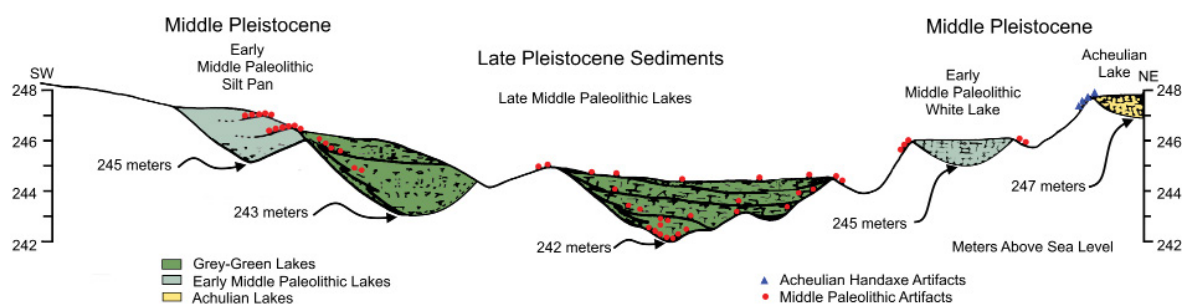 Middle Pleistocene
Early
Middle Paleolithic
Silt Pan
Late Pleistocene Sediments
Late Middle Paleolithic Lakes
Middle Pleistocene
Early
Middle Paleolithic
White Lake
Acheulian
Lake
SW
NE
248
246
244
242
248
246
244
242
245 meters
243 meters
242 meters
245 meters
247 meters
Meters Above Sea Level
Grey-Green Lakes
Early Middle Paleolithic Lakes
Achulian Lakes
Acheulian Handaxe Artifacts
Middle Paleolithic Artifacts